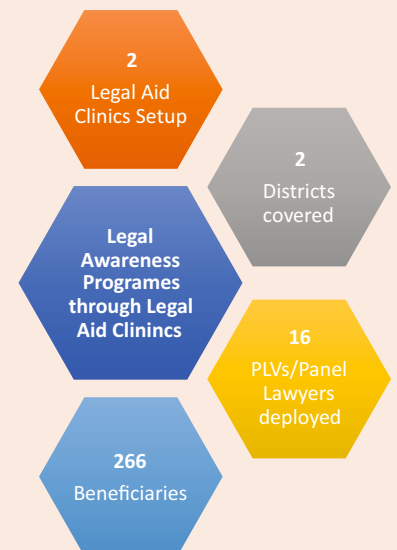 2
Legal Aid
Clinics Setup
2
Districts
covered
Legal
Awareness
Programes
through Legal
Aid Clinincs
16
PLVs/Panel
Lawyers
deployed
266
Beneficiaries